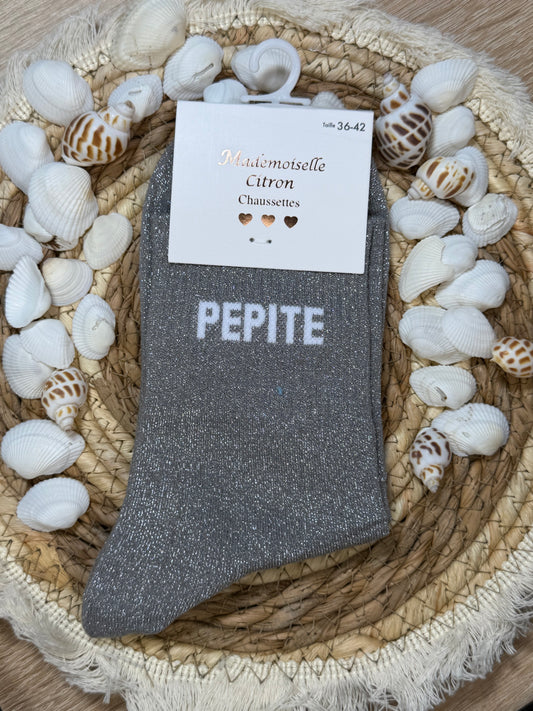 Taille 36-42
Mademoiselle
Citron
Chaussettes
PEPITE